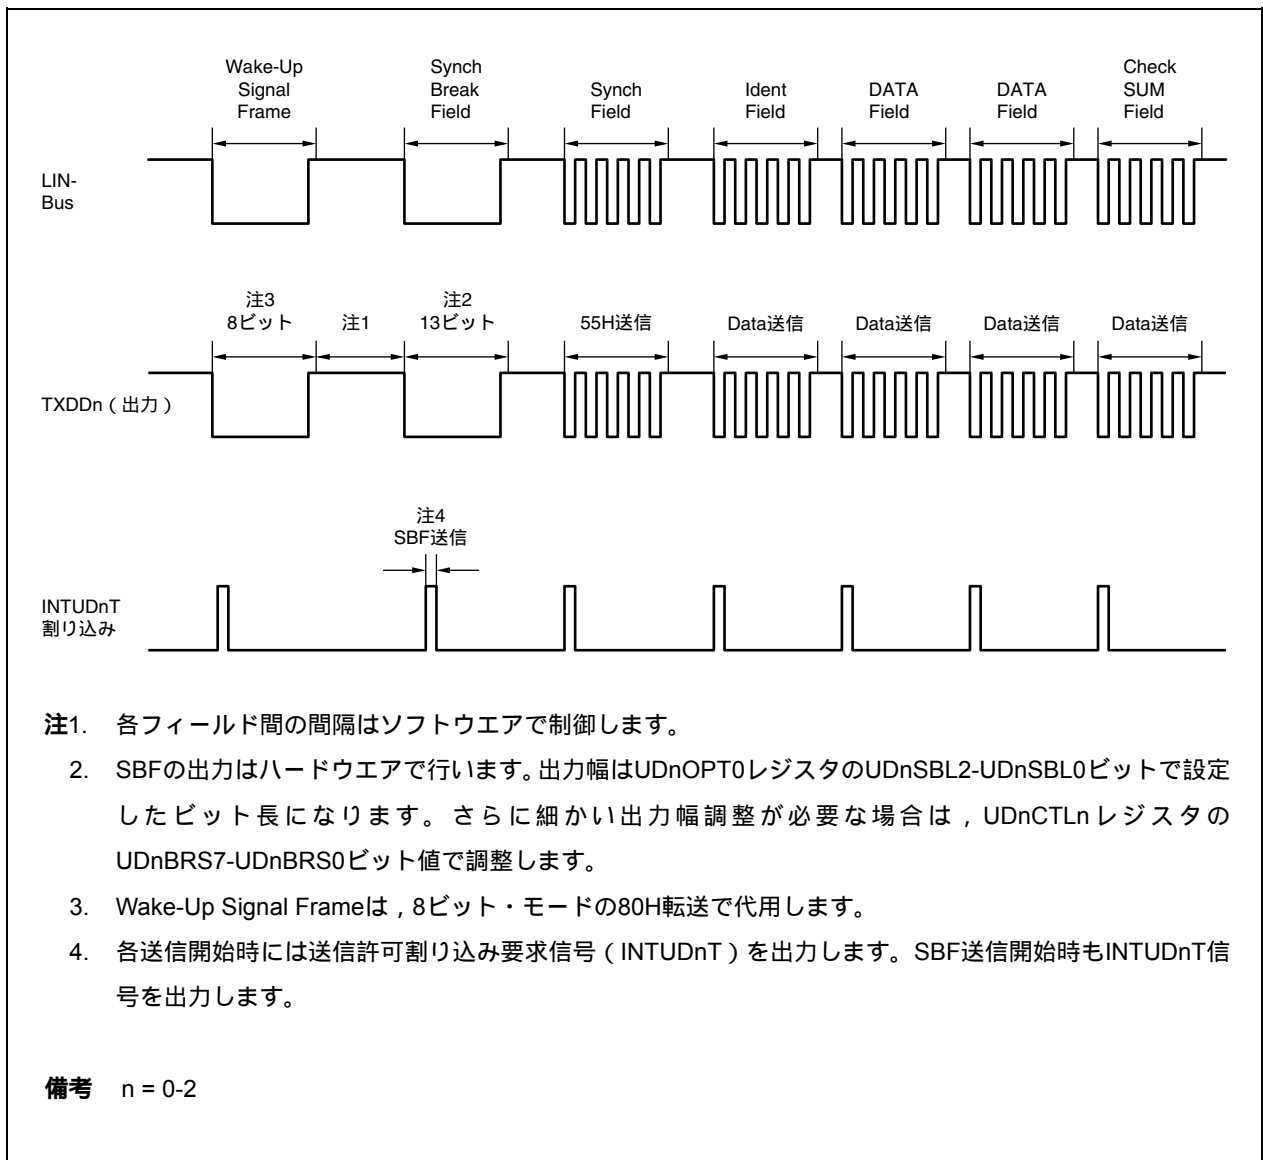 Wake-Up
Signal
Frame
Synch
Break
Field
Synch
Field
Ident
Field
DATA
Field
DATA
Field
Check
SUM
Field
LIN-
Bus
注3
8ビット
注1
注2
13ビット
55H送信
Data送信
Data送信
Data送信
Data送信
TXDDn（出力）
注4
SBF送信
INTUDnT
割り込み
注1. 各フィールド間の間隔はソフトウエアで制御します。
2. SBFの出力はハードウエアで行います。出力幅はUDnOPT0レジスタのUDnSBL2-UDnSBL0ビットで設定
したビット長になります。さらに細かい出力幅調整が必要な場合は，UDnCTLnレジスタの
UDnBRS7-UDnBRS0ビット値で調整します。
3. Wake-Up Signal Frameは，8ビット・モードの80H転送で代用します。
4. 各送信開始時には送信許可割り込み要求信号（INTUDnT）を出力します。SBF送信開始時もINTUDnT信
号を出力します。
備考 n = 0-2